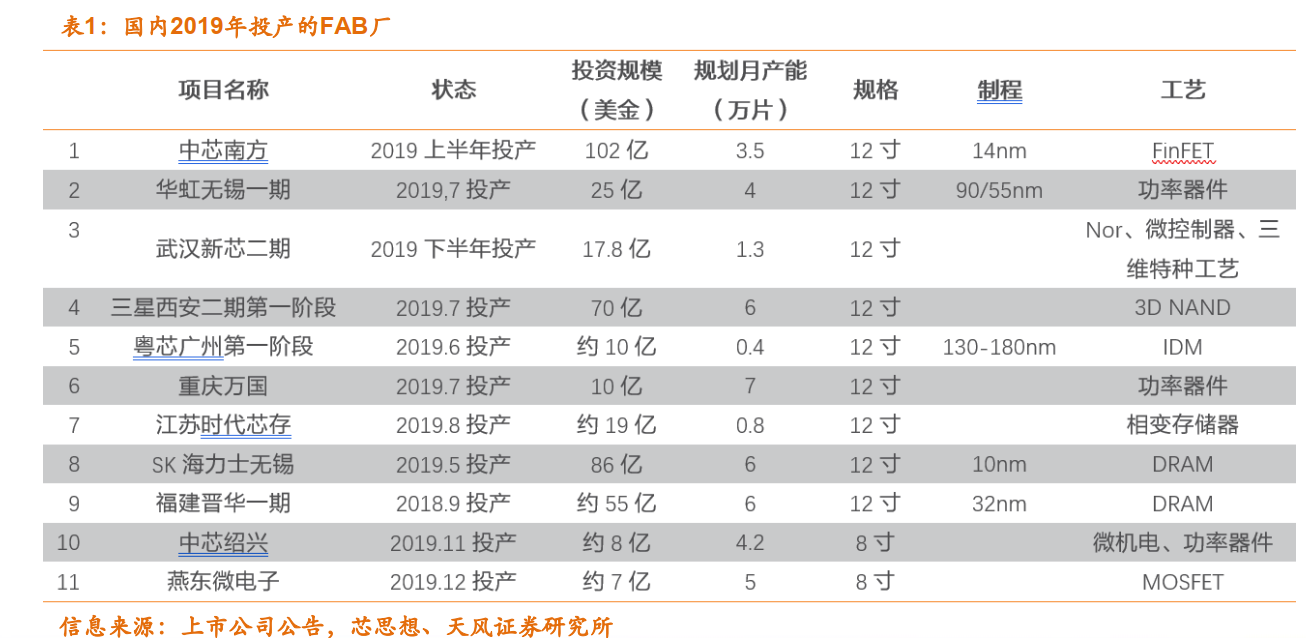 表1：国内2019年投产的FAB厂
项目名称 状态 投资规模（美金） 规划月产能（万片） 规格 制程 工艺
1 中芯南方 2019 上半年投产 102 亿 3.5 12 寸 14nm FinFET
2 华虹无锡一期 2019,7 投产 25 亿 4 12 寸 90/55nm 功率器件
3 武汉新芯二期 2019 下半年投产 17.8 亿 1.3 12 寸 Nor、微控制器、三维特种工艺
4 三星西安二期第一阶段 2019.7 投产 70 亿 6 12 寸 3D NAND
5 粤芯广州第一阶段 2019.6 投产 约 10 亿 0.4 12 寸 130-180nm IDM
6 重庆万国 2019.7 投产 10 亿 7 12 寸 功率器件
7 江苏时代芯存 2019.8 投产 约 19 亿 0.8 12 寸 相变存储器
8 SK 海力士无锡 2019.5 投产 86 亿 6 12 寸 10nm DRAM
9 福建晋华一期 2018.9 投产 约 55 亿 6 12 寸 32nm DRAM
10 中芯绍兴 2019.11 投产 约 8 亿 4.2 8 寸 微机电、功率器件
11 燕东微电子 2019.12 投产 约 7 亿 5 8 寸 MOSFET
信息来源：上市公司公告，芯思想、天风证券研究所